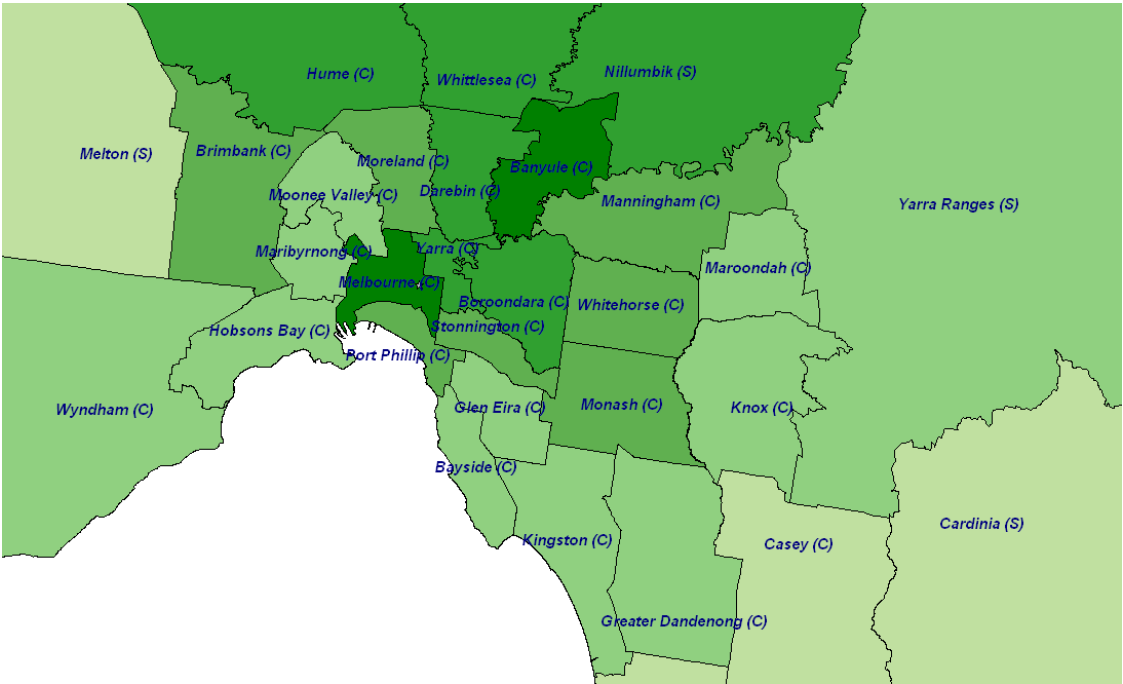 Hume (C)
Whittlesea (C)
Nillumbik (S)
Melton (S)
Brimbank (C)
Moreland (C)
Banyule (C)
Moonee Valley (C)
Darebin (C)
Manningham (C)
Yarra Ranges (S)
Maribyrnong (C)
Yarra (C)
Maroondah (C)
Melbourne (C)
Boroondara (C)
Whitehorse (C)
Hobsons Bay (C)
Stonnington (C)
Port Phillip (C)
Wyndham (C)
Glen Eira (C)
Monash (C)
Knox (C)
Bayside (C)
Cardinia (S)
Kingston (C)
Casey (C)
Greater Dandenong (C)